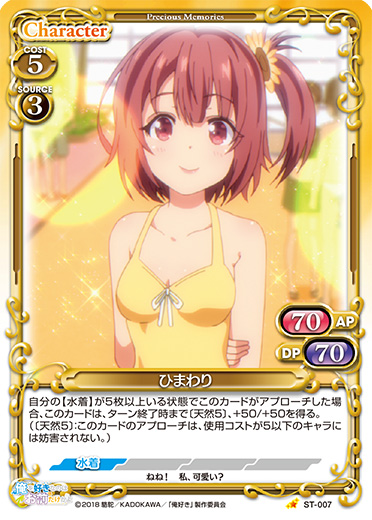 Precious Memories
Character
COST
5
SOURCE
3
70 AP
DP 70
ひまわり
自分の【水着】が5枚以上いる状態でこのカードがアプローチした場
合、このカードは、ターン終了時まで〔天然5〕、+50/+50を得る。
（〔天然5〕：このカードのアプローチは、使用コストが5以下のキャラに
は妨害されない。）
水着
ねね！　私、可愛い？
©2018 駱駝／KADOKAWA／「俺好き」製作委員会
ST-007